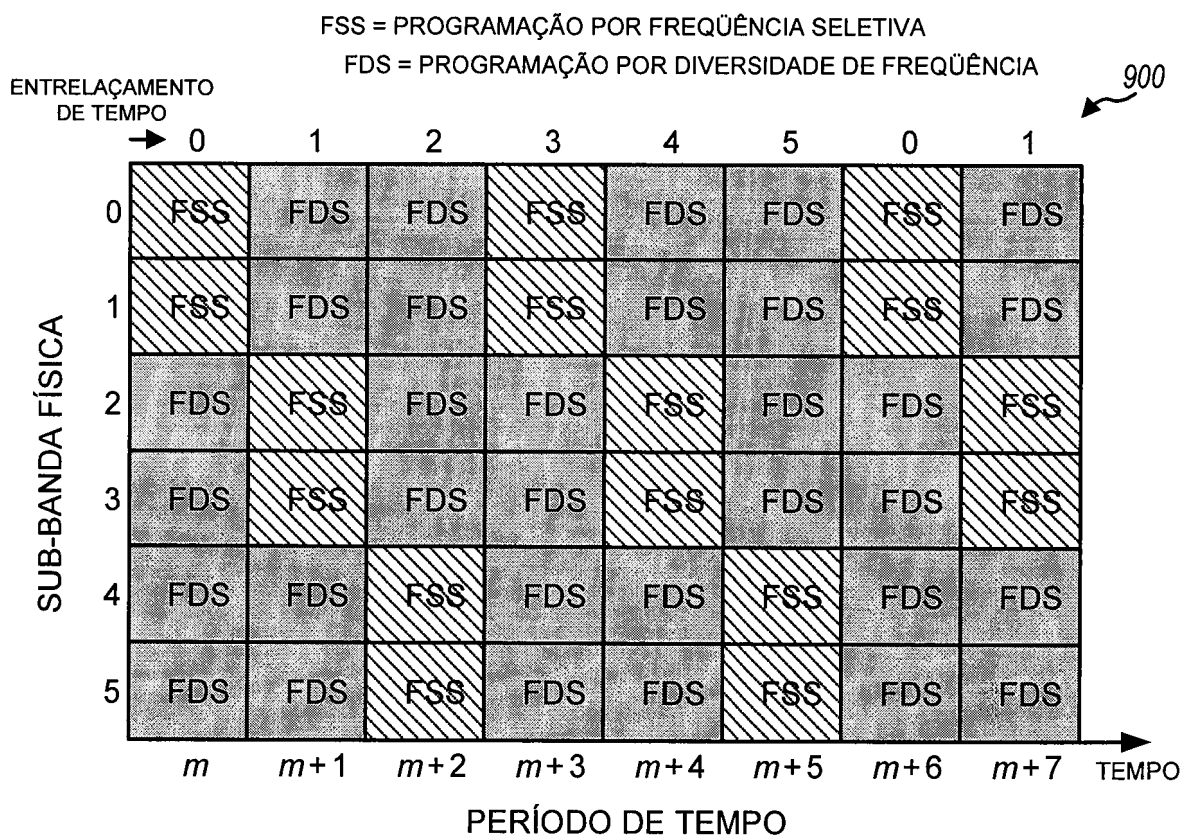 FSS = PROGRAMAÇÃO POR FREQÜÊNCIA SELETIVA
FDS = PROGRAMAÇÃO POR DIVERSIDADE DE FREQÜÊNCIA
900
ENTRELAÇAMENTO
DE TEMPO
0 1 2 3 4 5 0 1
SUB-BANDA FÍSICA
0 FSS FDS FDS FSS FDS FDS FSS FDS
1 FSS FDS FDS FSS FDS FDS FSS FDS
2 FDS FSS FDS FDS FSS FDS FDS FSS
3 FDS FSS FDS FDS FSS FDS FDS FSS
4 FDS FDS FSS FDS FDS FSS FDS FDS
5 FDS FDS FSS FDS FDS FSS FDS FDS
m m+1 m+2 m+3 m+4 m+5 m+6 m+7 TEMPO
PERÍODO DE TEMPO